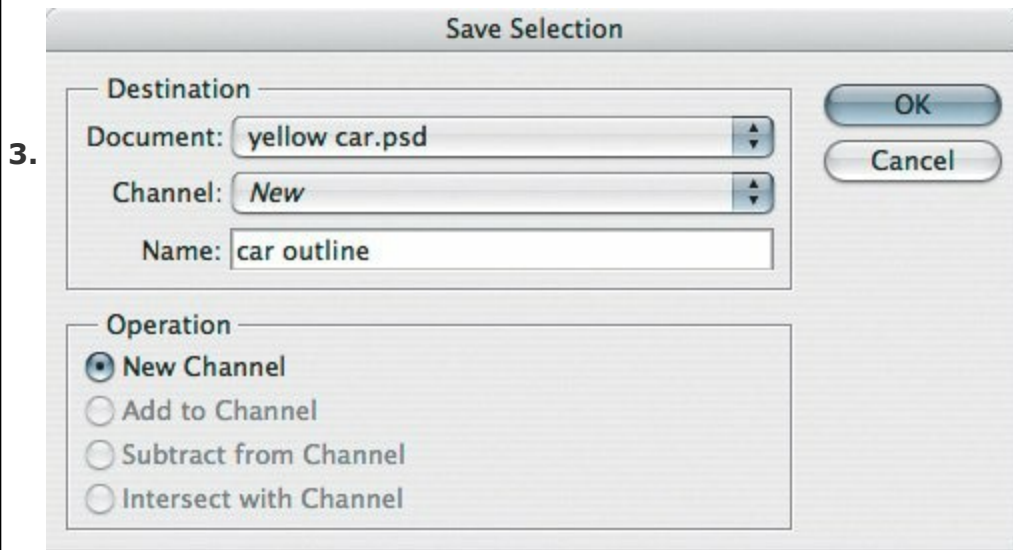 Save Selection
Destination
Document: yellow car.psd
OK
3.
Channel: New
Cancel
Name: car outline
Operation
New Channel
Add to Channel
Subtract from Channel
Intersect with Channel